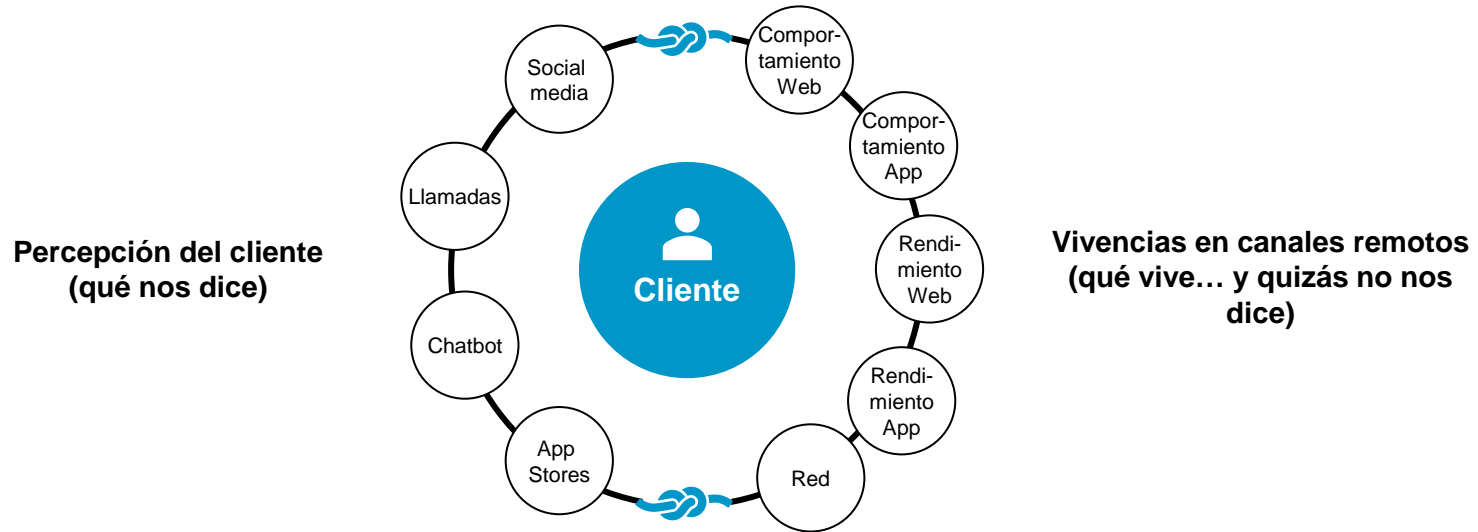 Percepción del cliente
(qué nos dice)
Social
media
Llamadas
Chatbot
App
Stores
Cliente
Compor-
tamiento
Web
Compor-
tamiento
App
Rendi-
miento
Web
Rendi-
miento
App
Red
Vivencias en canales remotos
(qué vive… y quizás no nos
dice)